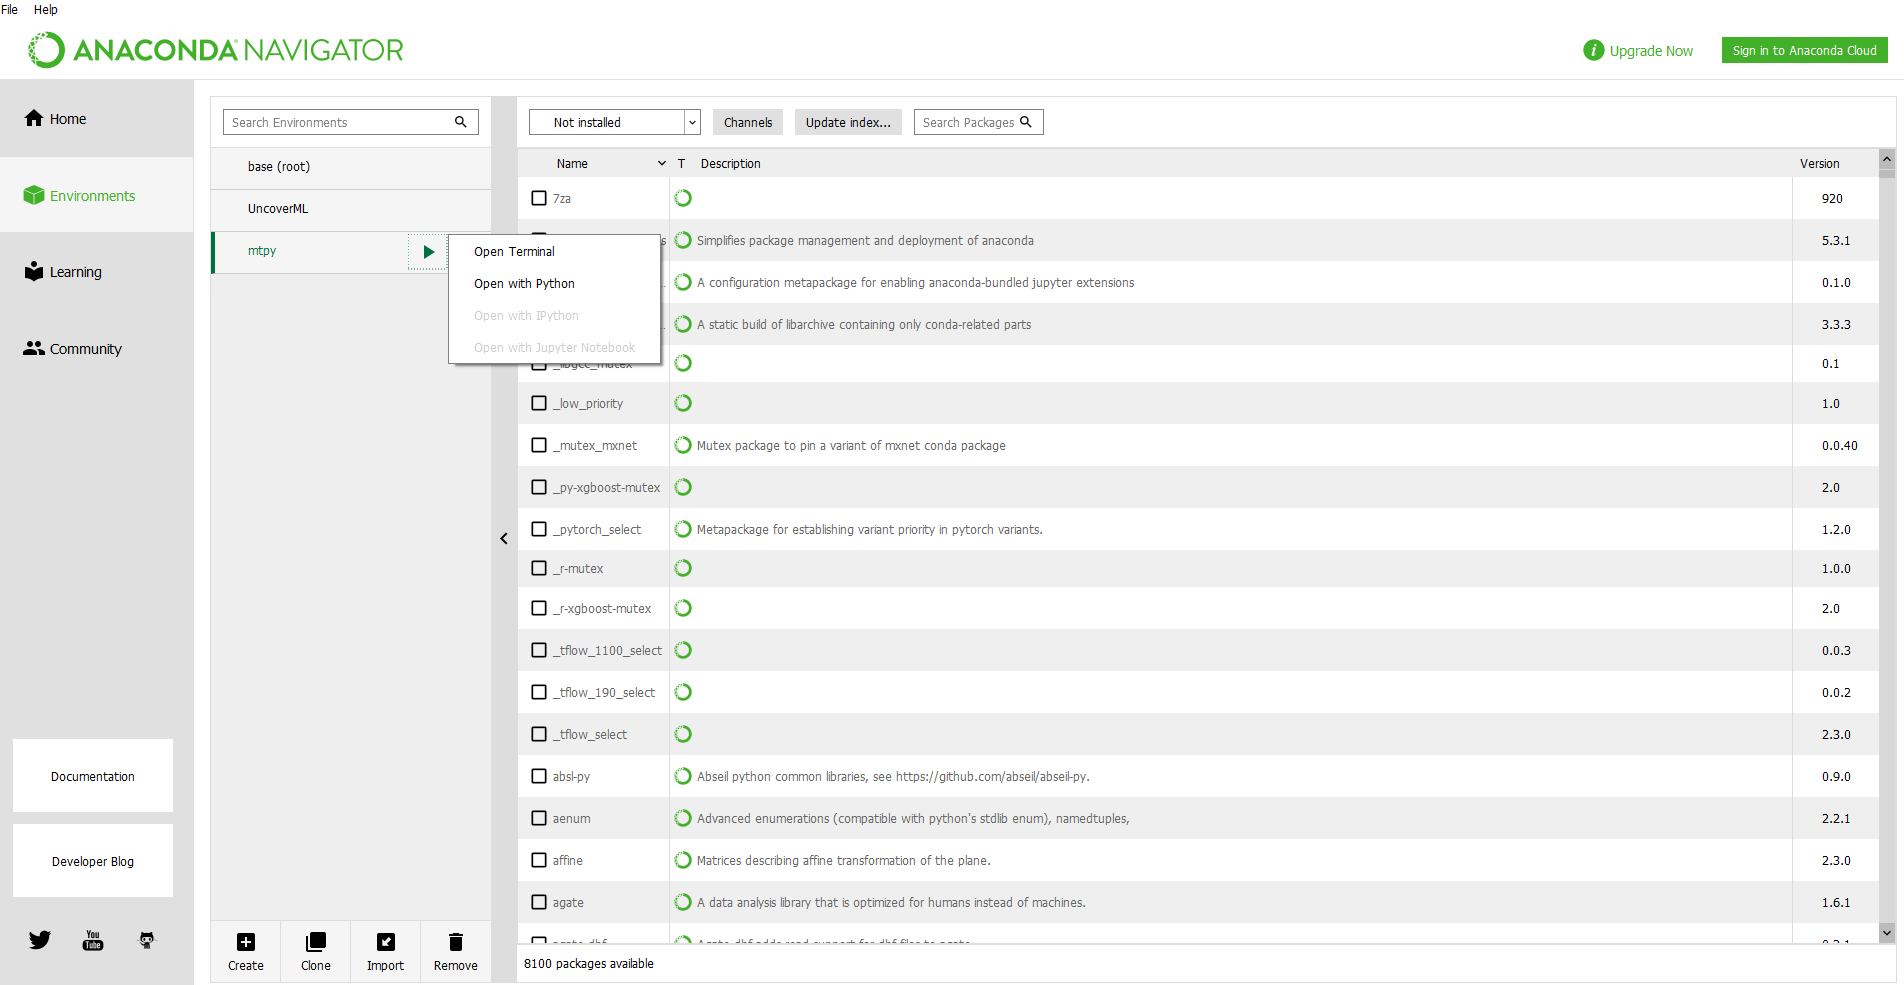 File Help
ANACONDA NAVIGATOR
Upgrade Now
Sign in to Anaconda Cloud
Home
Environments
Learning
Community
Documentation
Developer Blog
You
Tube
Search Environments
base (root)
UncoverML
mtpy
Open Terminal
Open with Python
Open with IPython
Open with Jupyter Notebook
Create Clone Import Remove
Not installed Channels Update index... Search Packages
Name T Description Version
7za 920
s Simplifies package management and deployment of anaconda 5.3.1
... A configuration metapackage for enabling anaconda-bundled jupyter extensions 0.1.0
... A static build of libarchive containing only conda-related parts 3.3.3
_libgcc_mutex 0.1
_low_priority 1.0
_mutex_mxnet Mutex package to pin a variant of mxnet conda package 0.0.40
_py-xgboost-mutex 2.0
_pytorch_select Metapackage for establishing variant priority in pytorch variants. 1.2.0
_r-mutex 1.0.0
_r-xgboost-mutex 2.0
_tflow_1100_select 0.0.3
_tflow_190_select 0.0.2
_tflow_select 2.3.0
absl-py Abseil python common libraries, see https://github.com/abseil/abseil-py. 0.9.0
aenum Advanced enumerations (compatible with python's stdlib enum), namedtuples, 2.2.1
affine Matrices describing affine transformation of the plane. 2.3.0
agate A data analysis library that is optimized for humans instead of machines. 1.6.1
agate-dbf Agate-dbf adds read support for dbf files to agate.
8100 packages available